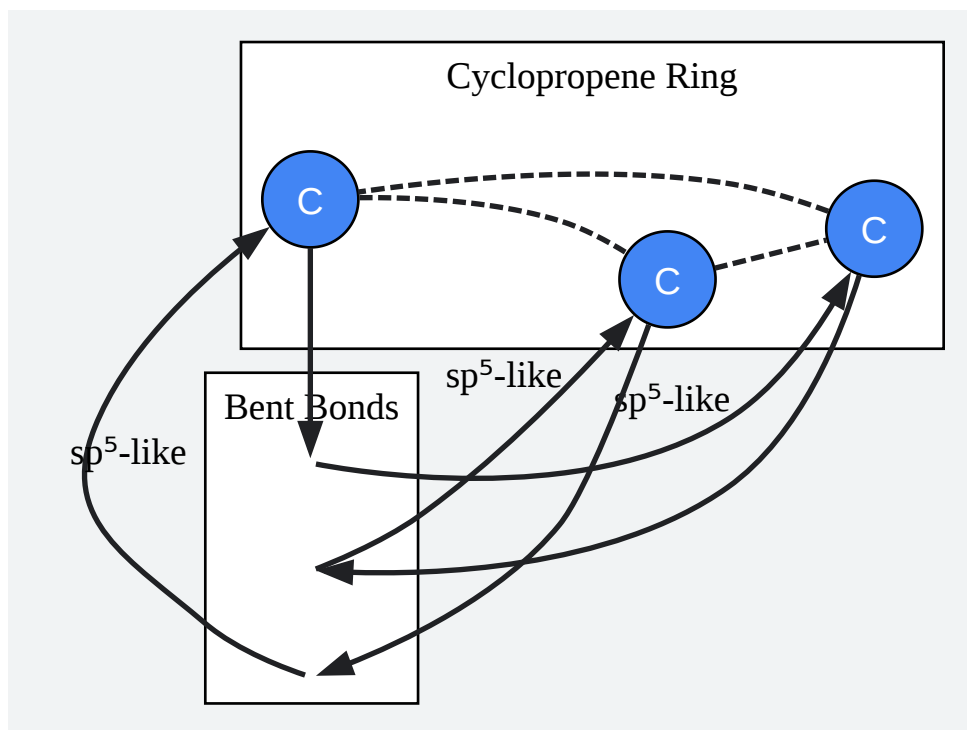 Cyclopropene Ring
C
C
C
sp⁵-like
sp⁵-like
Bent Bonds
sp⁵-like